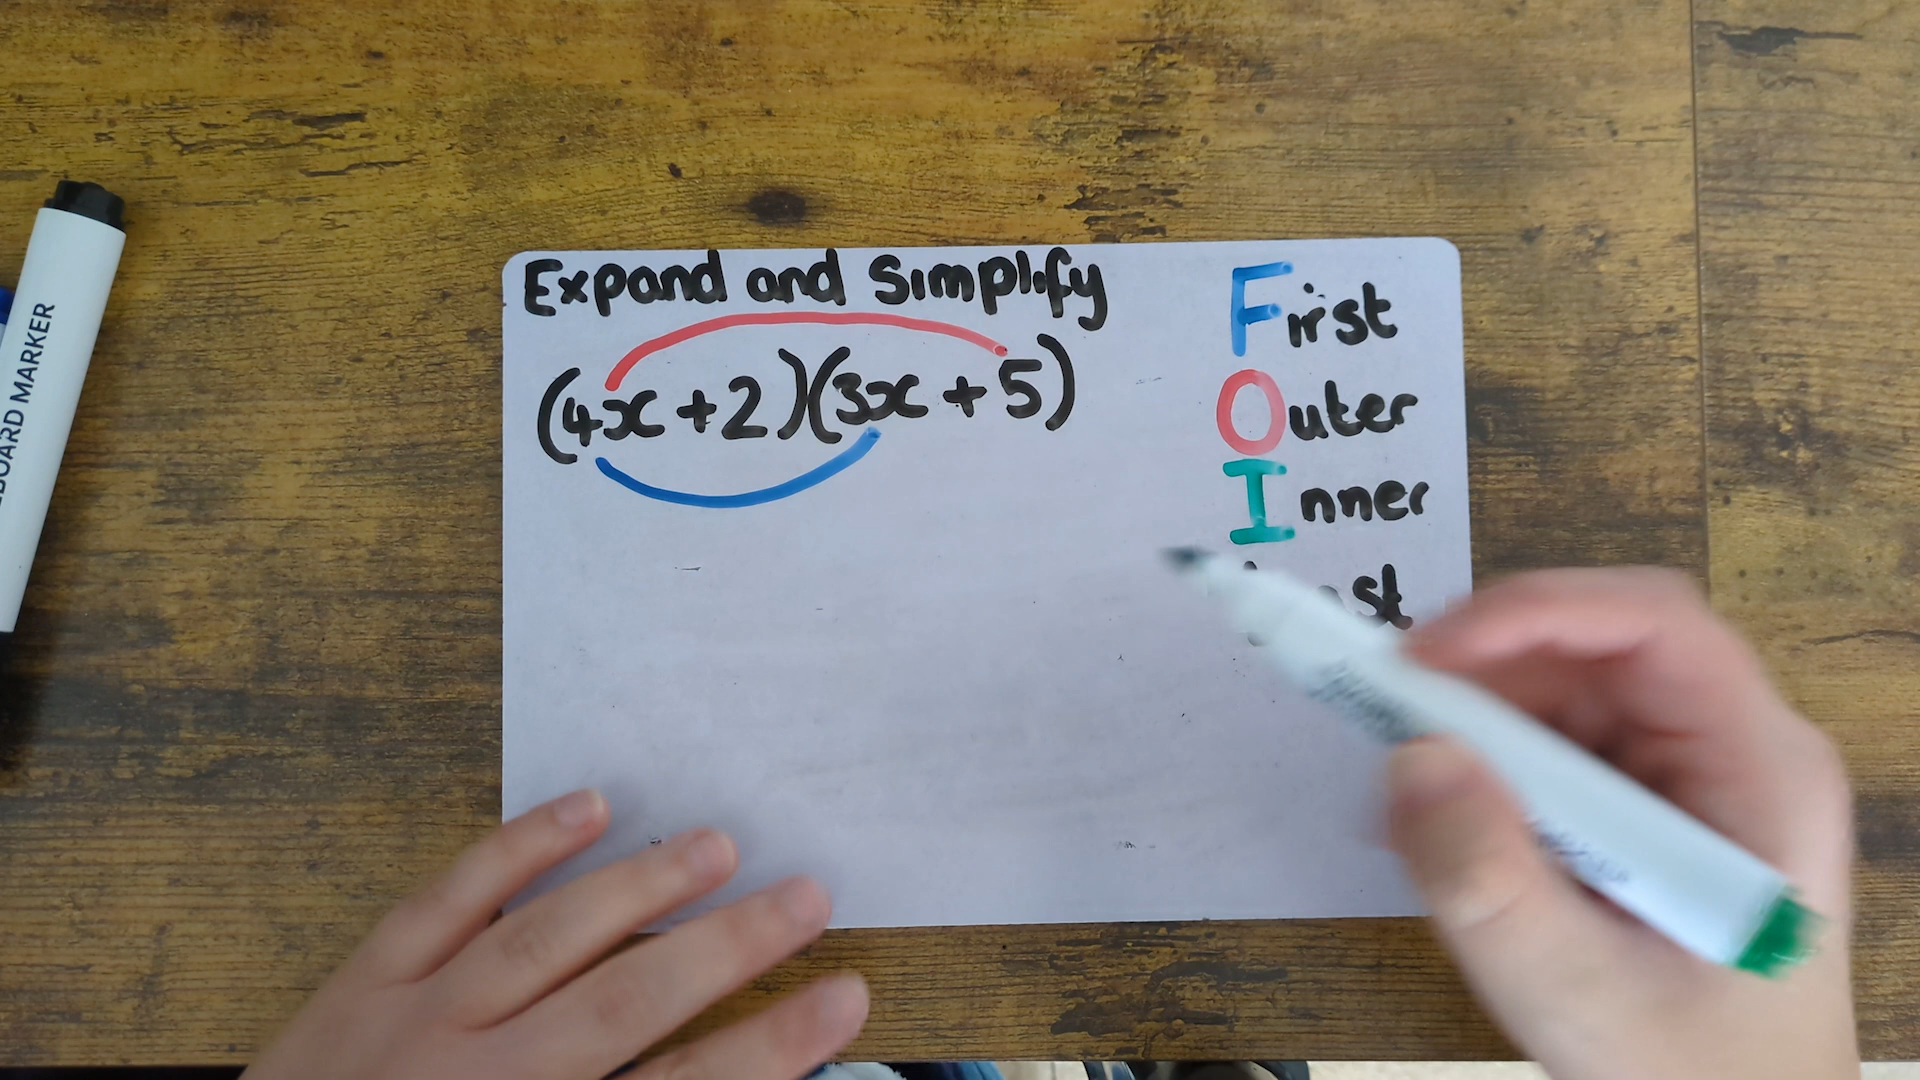 Expand and Simplify
(4x + 2)(3x + 5)
First
Outer
Inner
BOARD MARKER